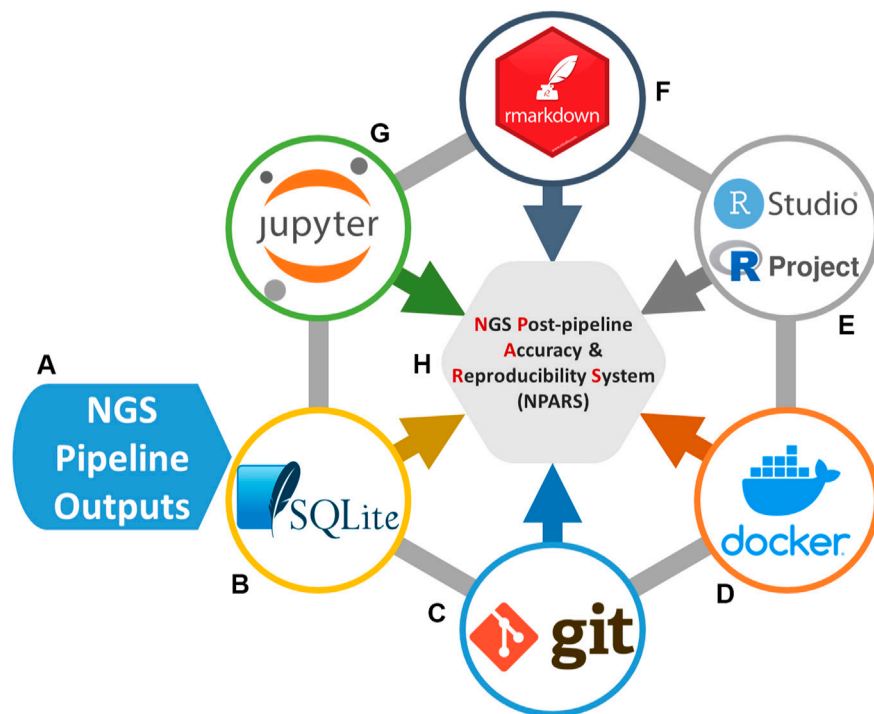 F
rmarkdown
G
jupyter
R Studio
R Project
E
NGS Post-pipeline
Accuracy &
Reproducibility System
(NPARS)
H
A
NGS
Pipeline
Outputs
SQLite
B
docker
D
C
git